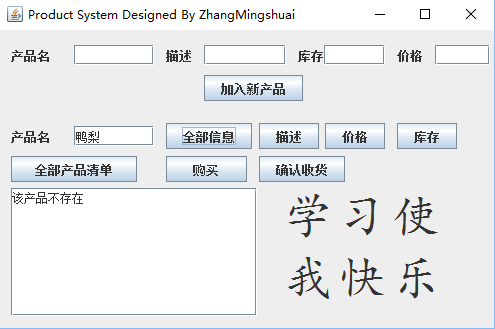 Product System Designed By ZhangMingshuai
产品名 描述 库存 价格
加入新产品
产品名 鸭梨 全部信息 描述 价格 库存
全部产品清单 购买 确认收货
该产品不存在
学习使
我快乐